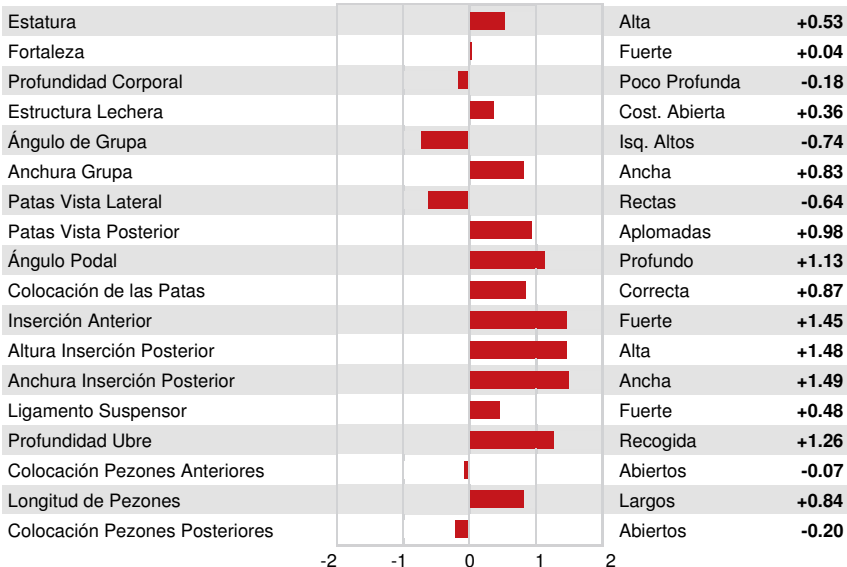 Estatura Alta +0.53
Fortaleza Fuerte +0.04
Profundidad Corporal Poco Profunda -0.18
Estructura Lechera Cost. Abierta +0.36
Ángulo de Grupa Isq. Altos -0.74
Anchura Grupa Ancha +0.83
Patas Vista Lateral Rectas -0.64
Patas Vista Posterior Aplomadas +0.98
Ángulo Podal Profundo +1.13
Colocación de las Patas Correcta +0.87
Inserción Anterior Fuerte +1.45
Altura Inserción Posterior Alta +1.48
Anchura Inserción Posterior Ancha +1.49
Ligamento Suspensor Fuerte +0.48
Profundidad Ubre Recogida +1.26
Colocación Pezones Anteriores Abiertos -0.07
Longitud de Pezones Largos +0.84
Colocación Pezones Posteriores Abiertos -0.20
-2 -1 0 1 2